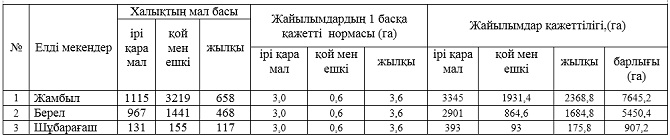 № Елді мекендер Халықтың мал басы Жайылымдардың 1 басқа қажетті нормасы (га) Жайылымдар қажеттілігі,(га)
ірі қара мал қой мен ешкі жылқы ірі қара мал қой мен ешкі жылқы ірі қара мал қой мен ешкі жылқы барлығы (га)
1 Жамбыл 1115 3219 658 3,0 0,6 3,6 3345 1931,4 2368,8 7645,2
2 Берел 967 1441 468 3,0 0,6 3,6 2901 864,6 1684,8 5450,4
3 Шұбарағаш 131 155 117 3,0 0,6 3,6 393 93 175,8 907,2